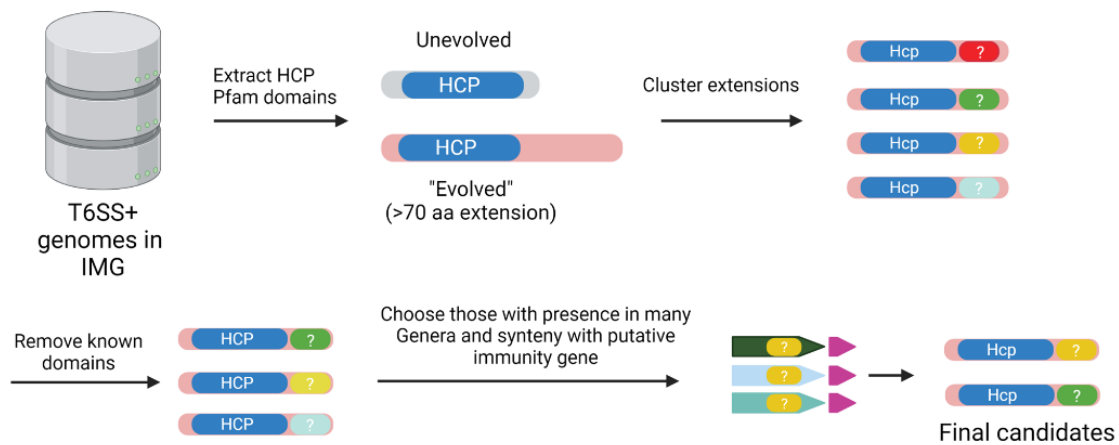 T6SS+
genomes in
IMG
Extract HCP
Pfam domains
Unevolved
HCP
HCP
"Evolved"
(>70 aa extension)
Cluster extensions
Hcp ?
Hcp ?
Hcp ?
Hcp ?
Remove known
domains
HCP ?
HCP ?
HCP ?
Choose those with presence in many
Genera and synteny with putative
immunity gene
?
?
?
Hcp ?
Hcp ?
Final candidates